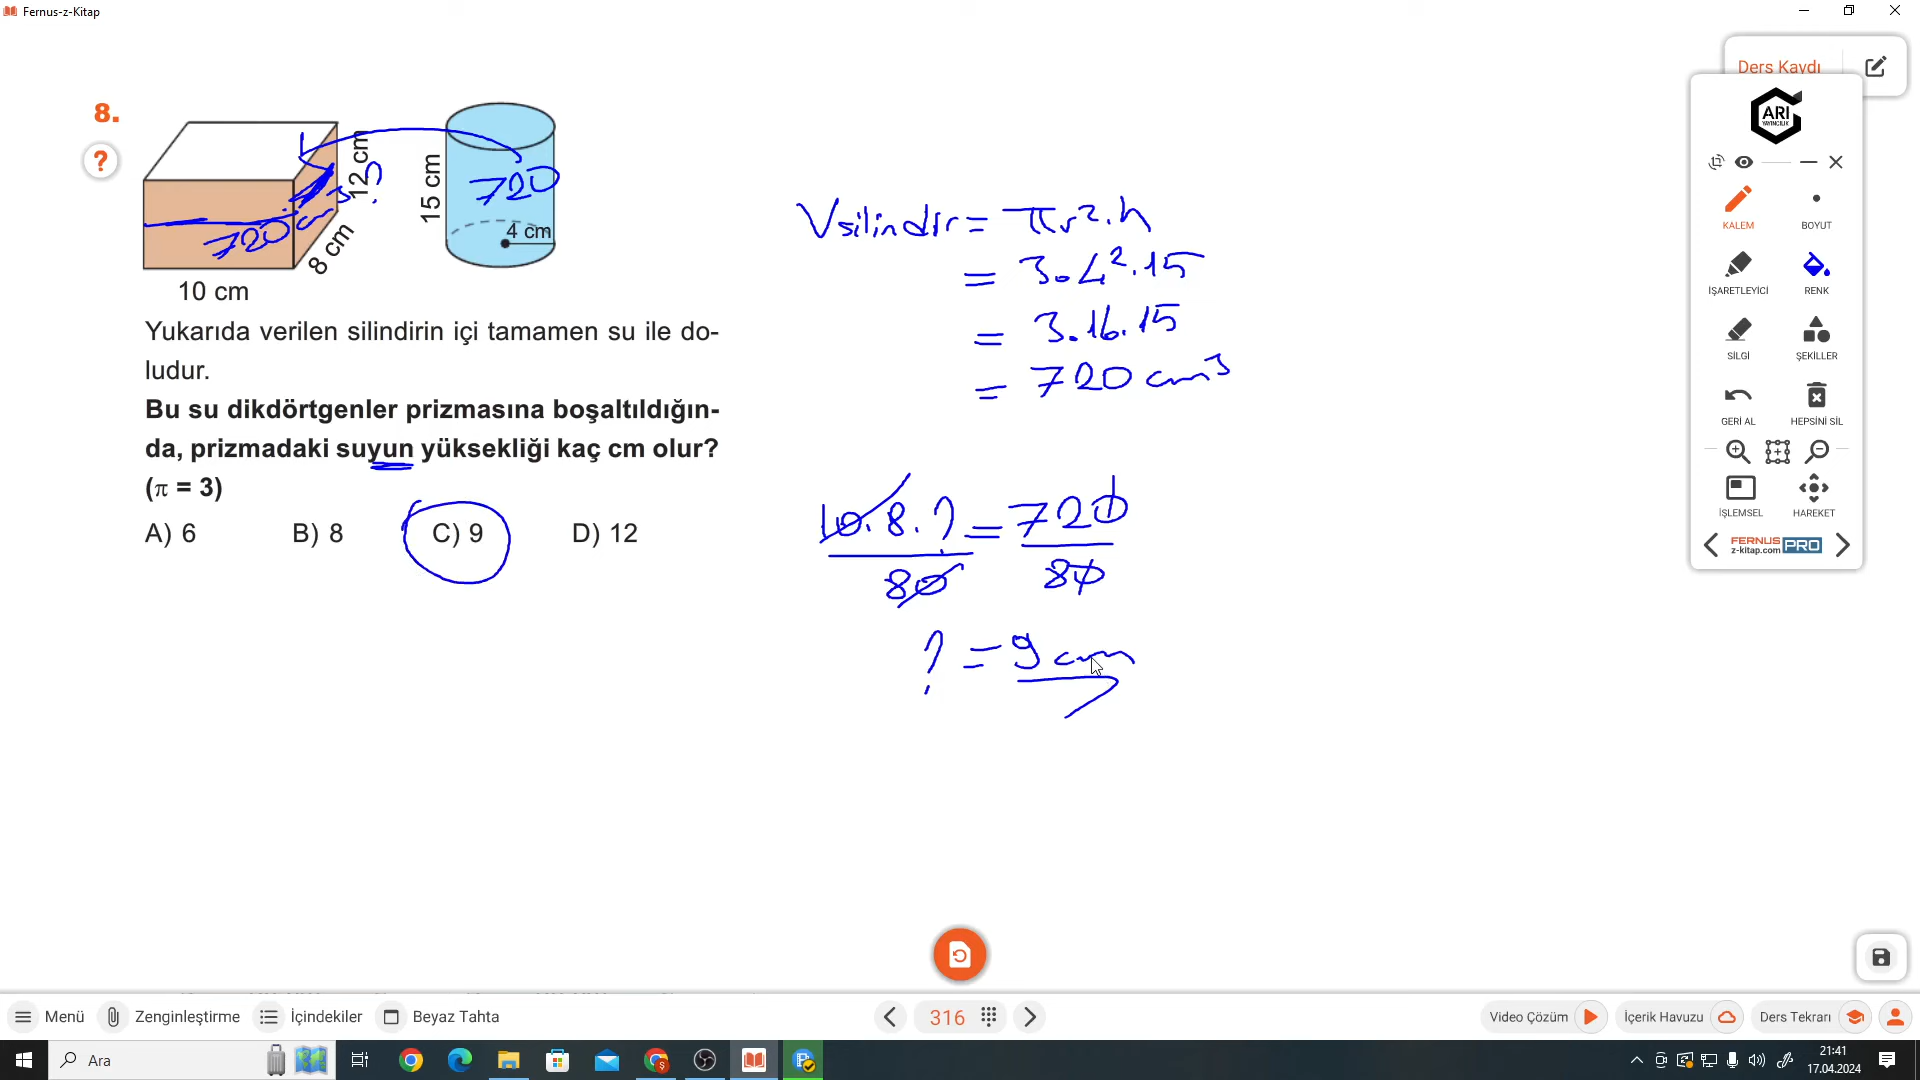 Fernus-z-Kitap
Ders Kaydı
8.
?
12 cm
?
15 cm
720
4 cm
720 cm³
8 cm
10 cm
Yukarıda verilen silindirin içi tamamen su ile do-
ludur.
Bu su dikdörtgenler prizmasına boşaltıldığın-
da, prizmadaki suyun yüksekliği kaç cm olur?
(π = 3)
A) 6 B) 8 C) 9 D) 12
Vsilindir = πr².h
= 3.4².15
= 3.16.15
= 720 cm³
10.8.? = 720
80 80
? = 9 cm
ARI
YAYINCILIK
KALEM BOYUT
İŞARETLEYİCİ RENK
SİLGİ ŞEKİLLER
GERİ AL HEPSİNİ SİL
İŞLEMSEL HAREKET
FERNUS
z-kitap.com PRO
Menü Zenginleştirme İçindekiler Beyaz Tahta 316 Video Çözüm İçerik Havuzu Ders Tekrarı
Ara
21:41
17.04.2024